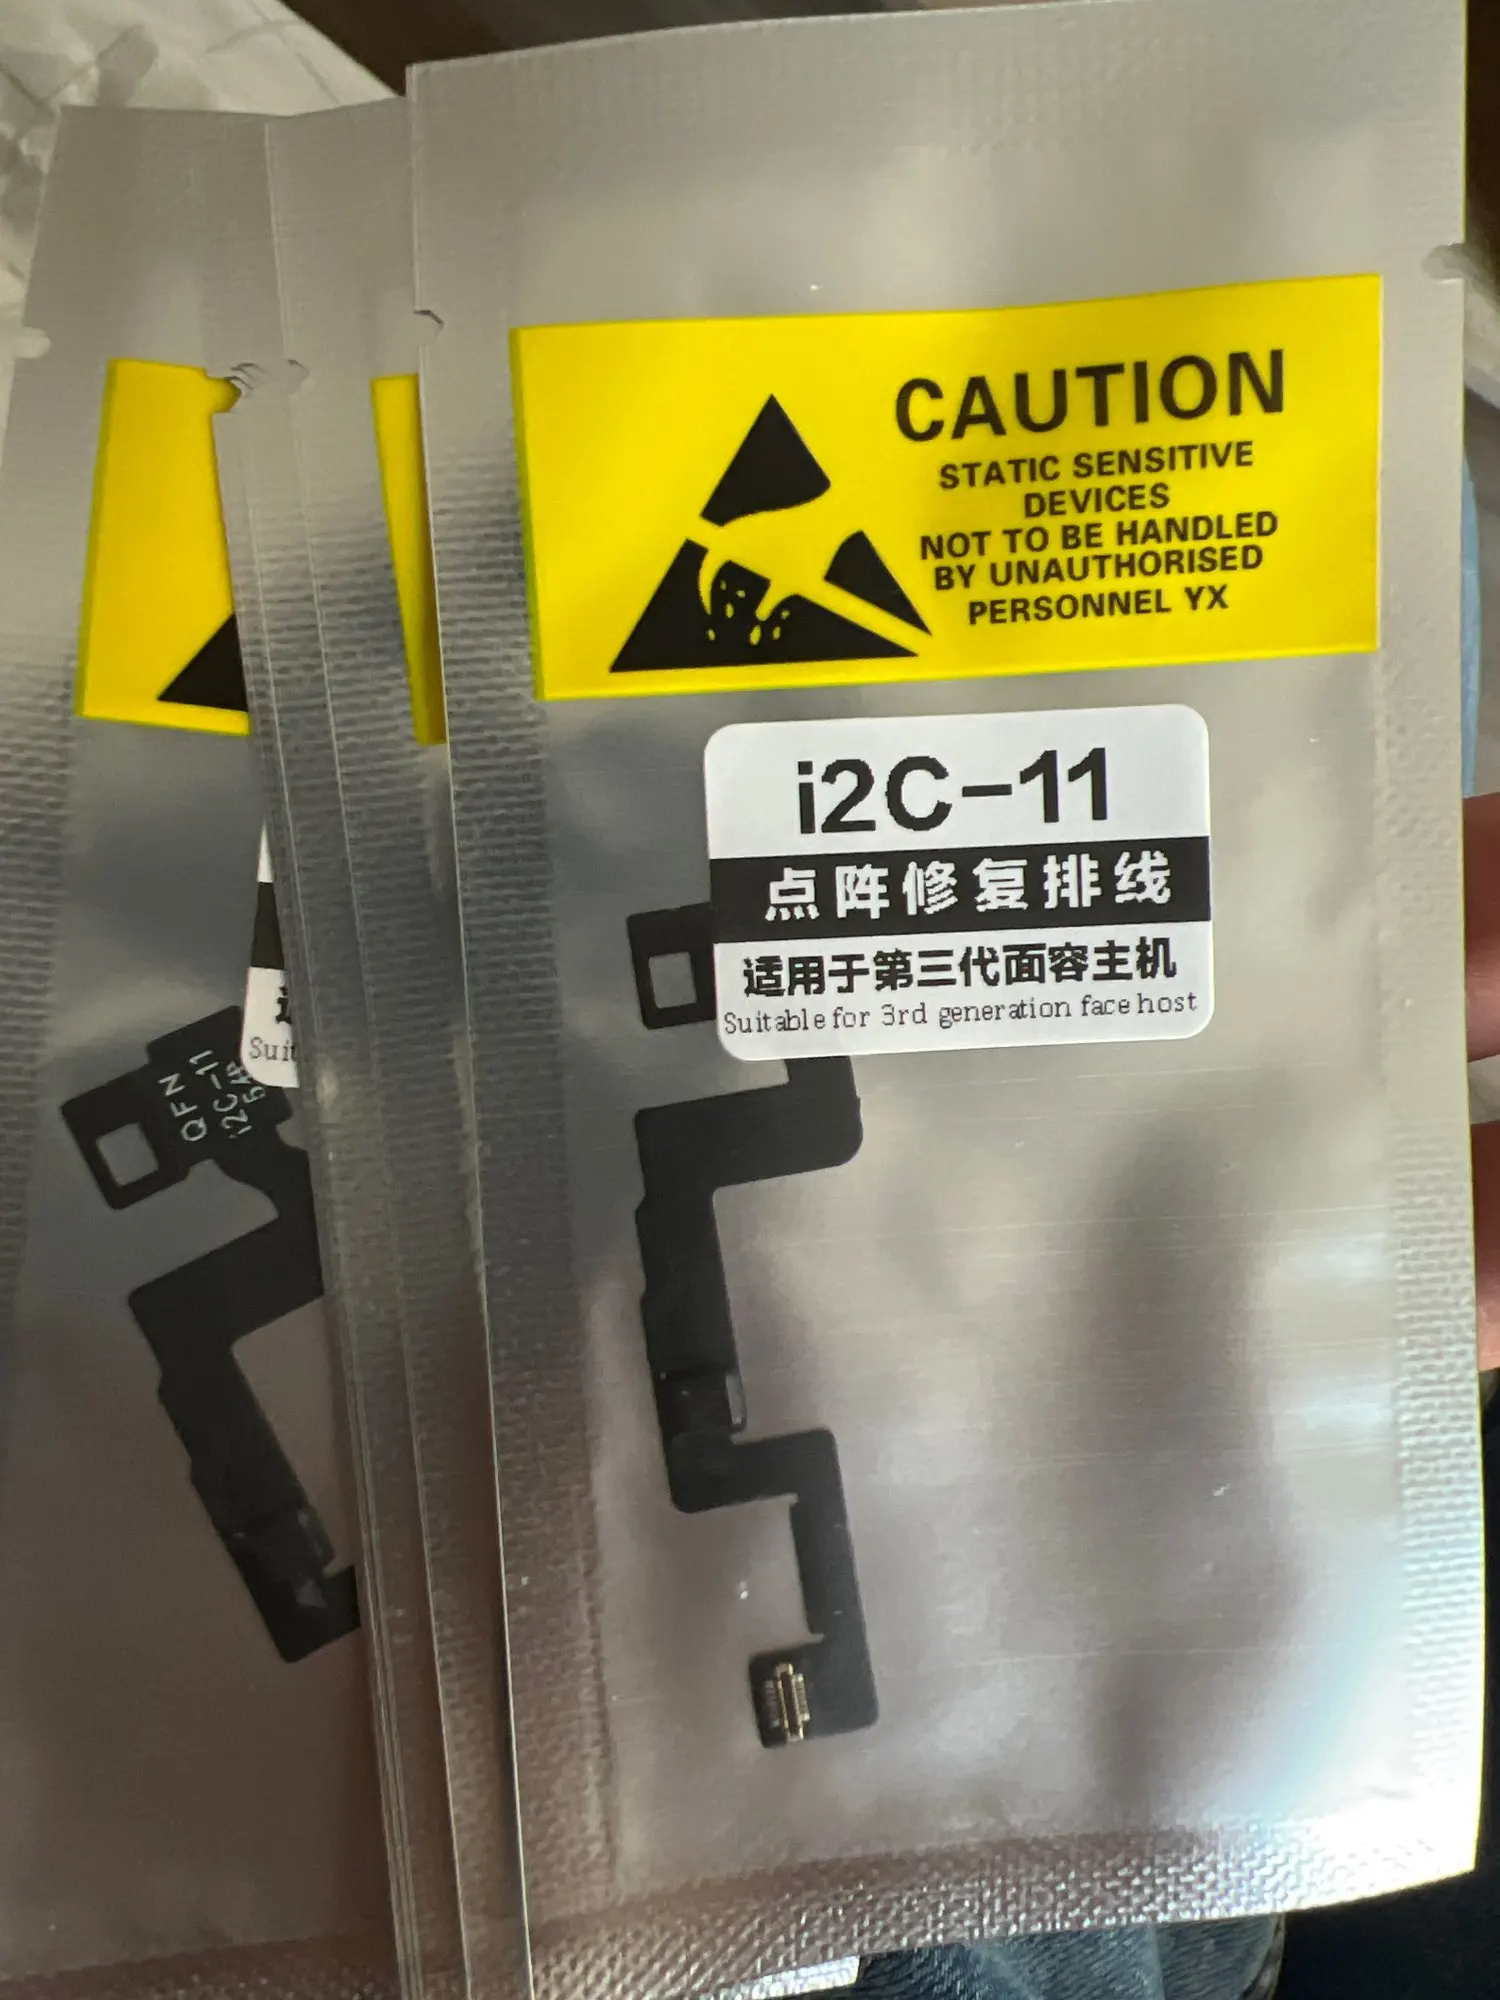 CAUTION
STATIC SENSITIVE
DEVICES
NOT TO BE HANDLED
BY UNAUTHORISED
PERSONNEL YX
i2C-11
点阵修复排线
适用于第三代面容主机
Suitable for 3rd generation face host
Suit
QFN
i2C-11